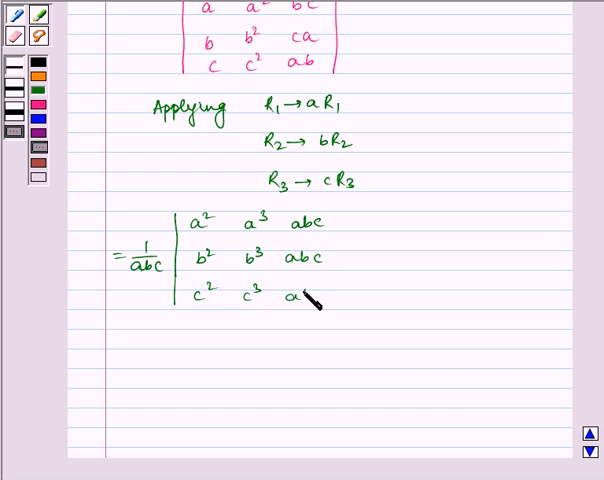 a a² bc
b b² ca
c c² ab
Applying R₁ → aR₁
R₂ → bR₂
R₃ → cR₃
= 1/abc | a² a³ abc
b² b³ abc
c² c³ a